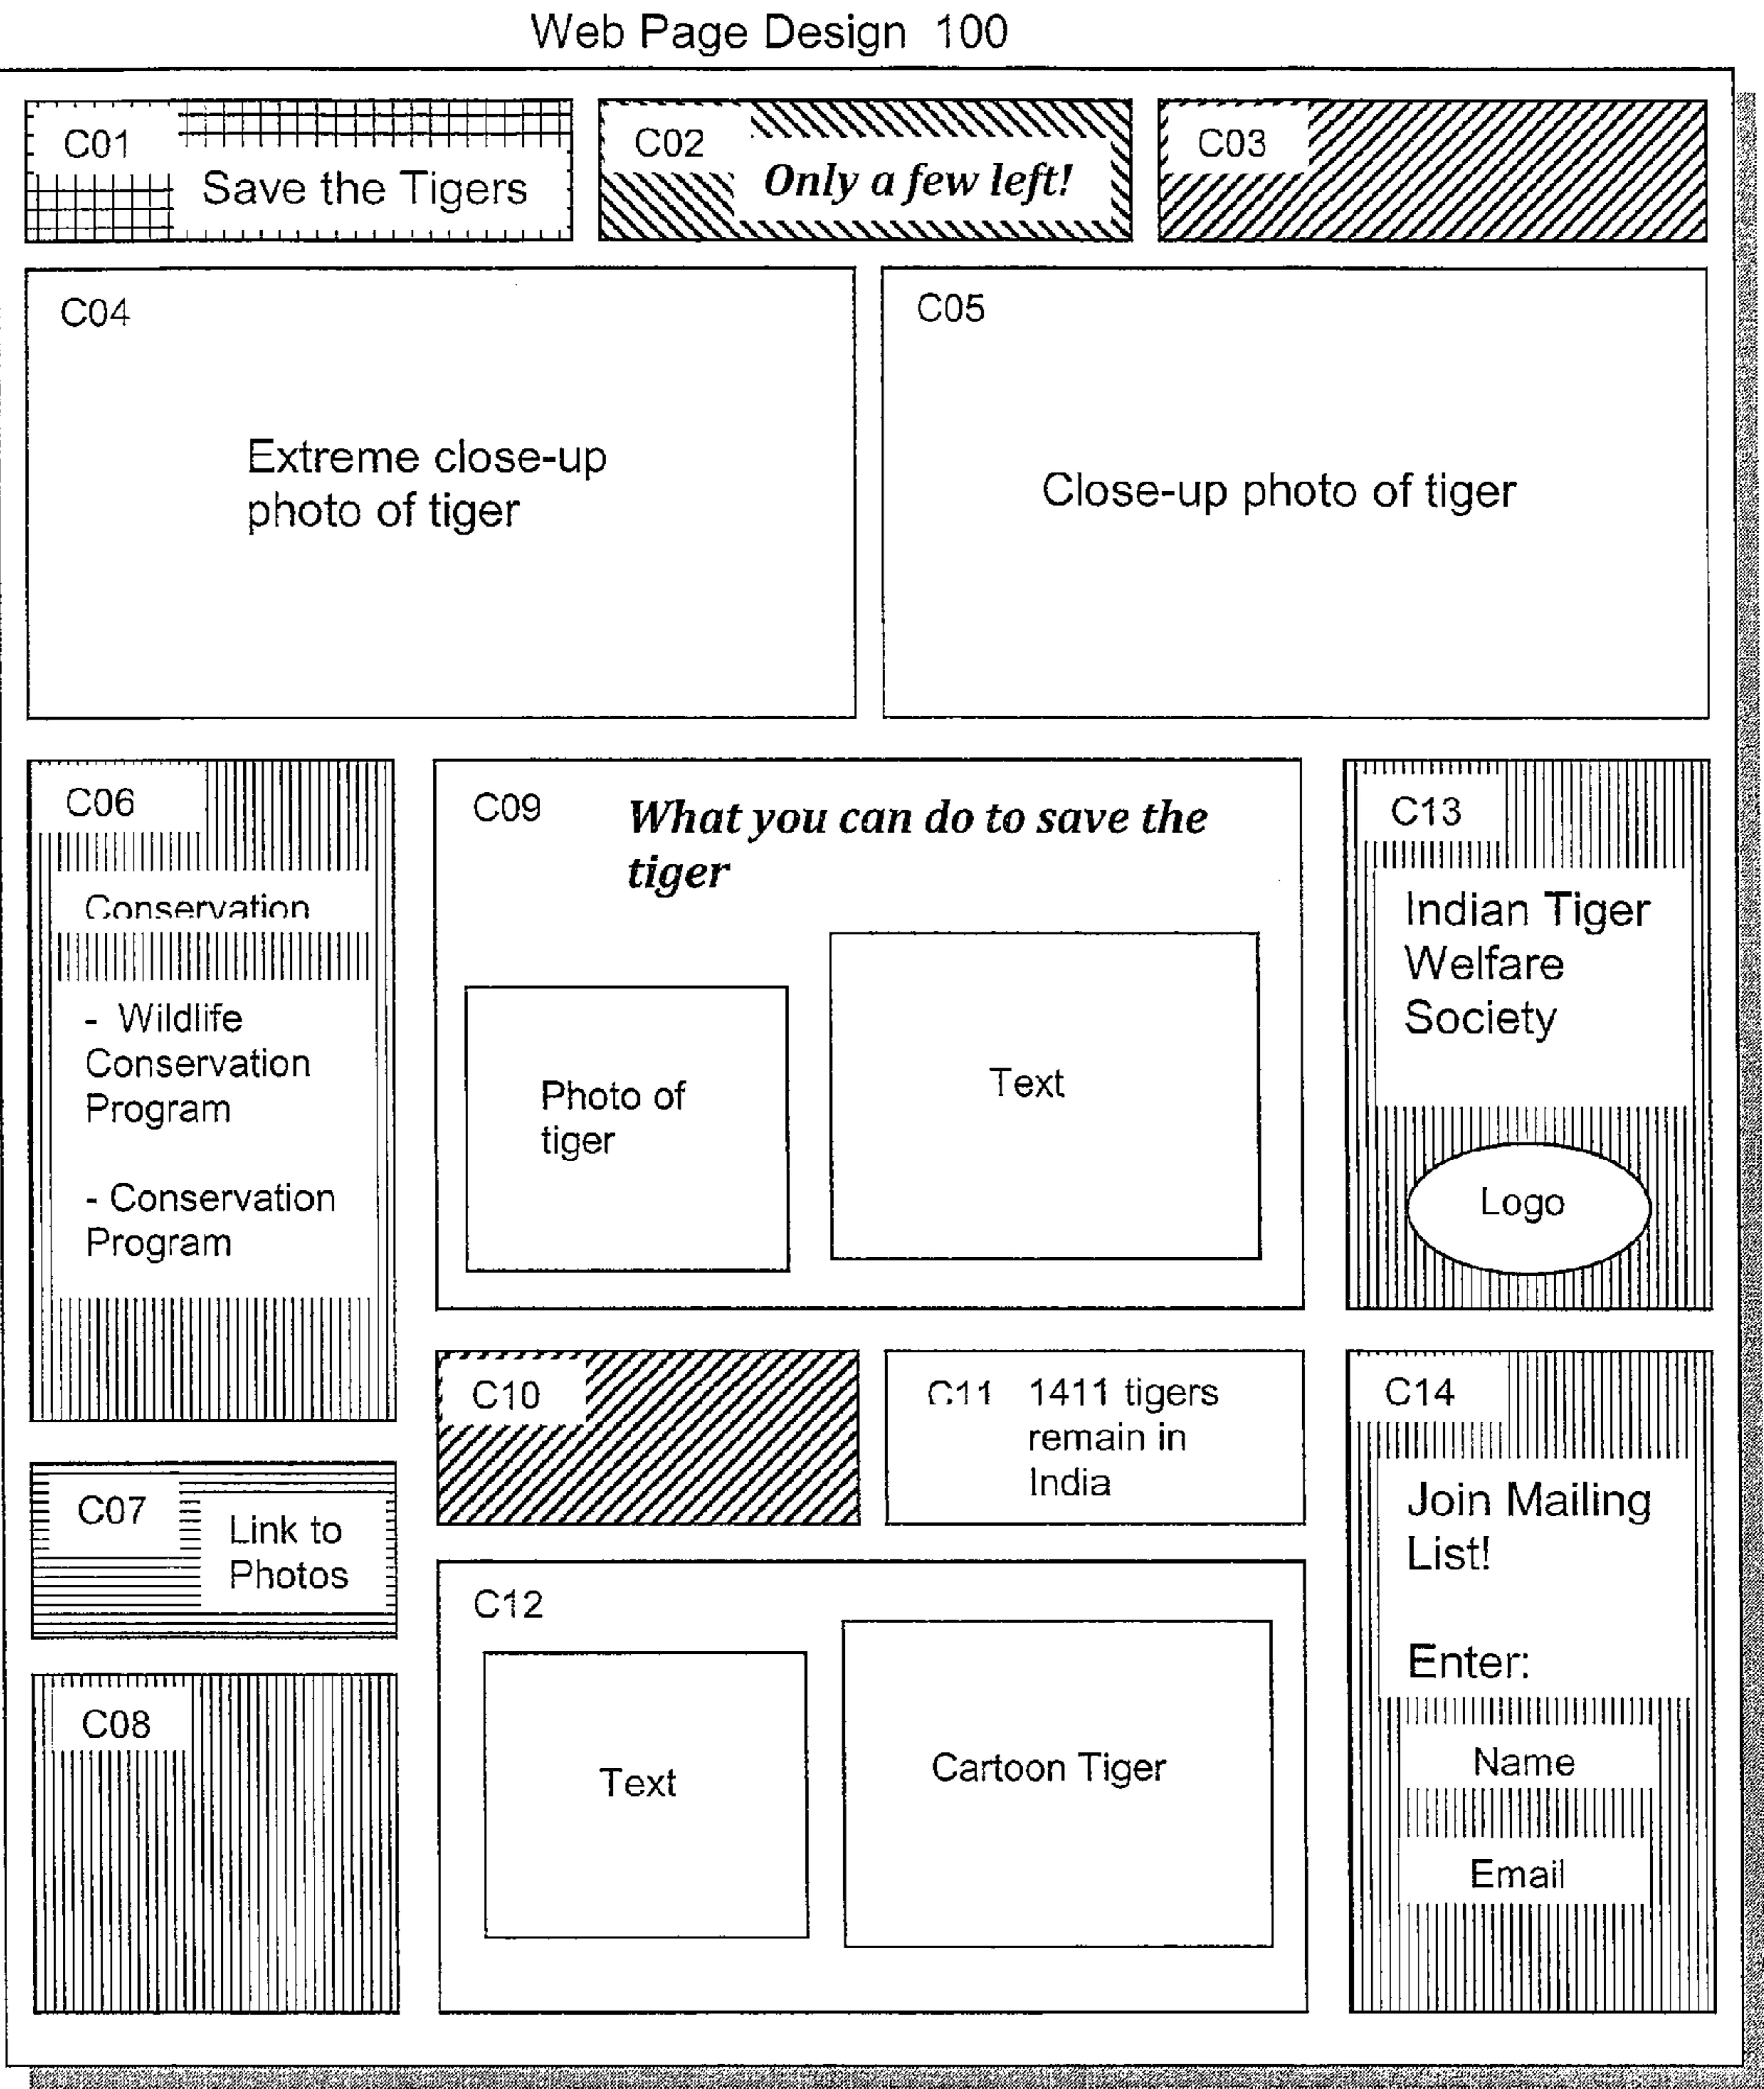 Web Page Design 100
C01
Save the Tigers
C02
Only a few left!
C03
C04
Extreme close-up
photo of tiger
C05
Close-up photo of tiger
C06
Conservation
- Wildlife
Conservation
Program
- Conservation
Program
C07
Link to
Photos
C08
C09
What you can do to save the
tiger
Photo of
tiger
Text
C10
C11
1411 tigers
remain in
India
C12
Text
Cartoon Tiger
C13
Indian Tiger
Welfare
Society
Logo
C14
Join Mailing
List!
Enter:
Name
Email